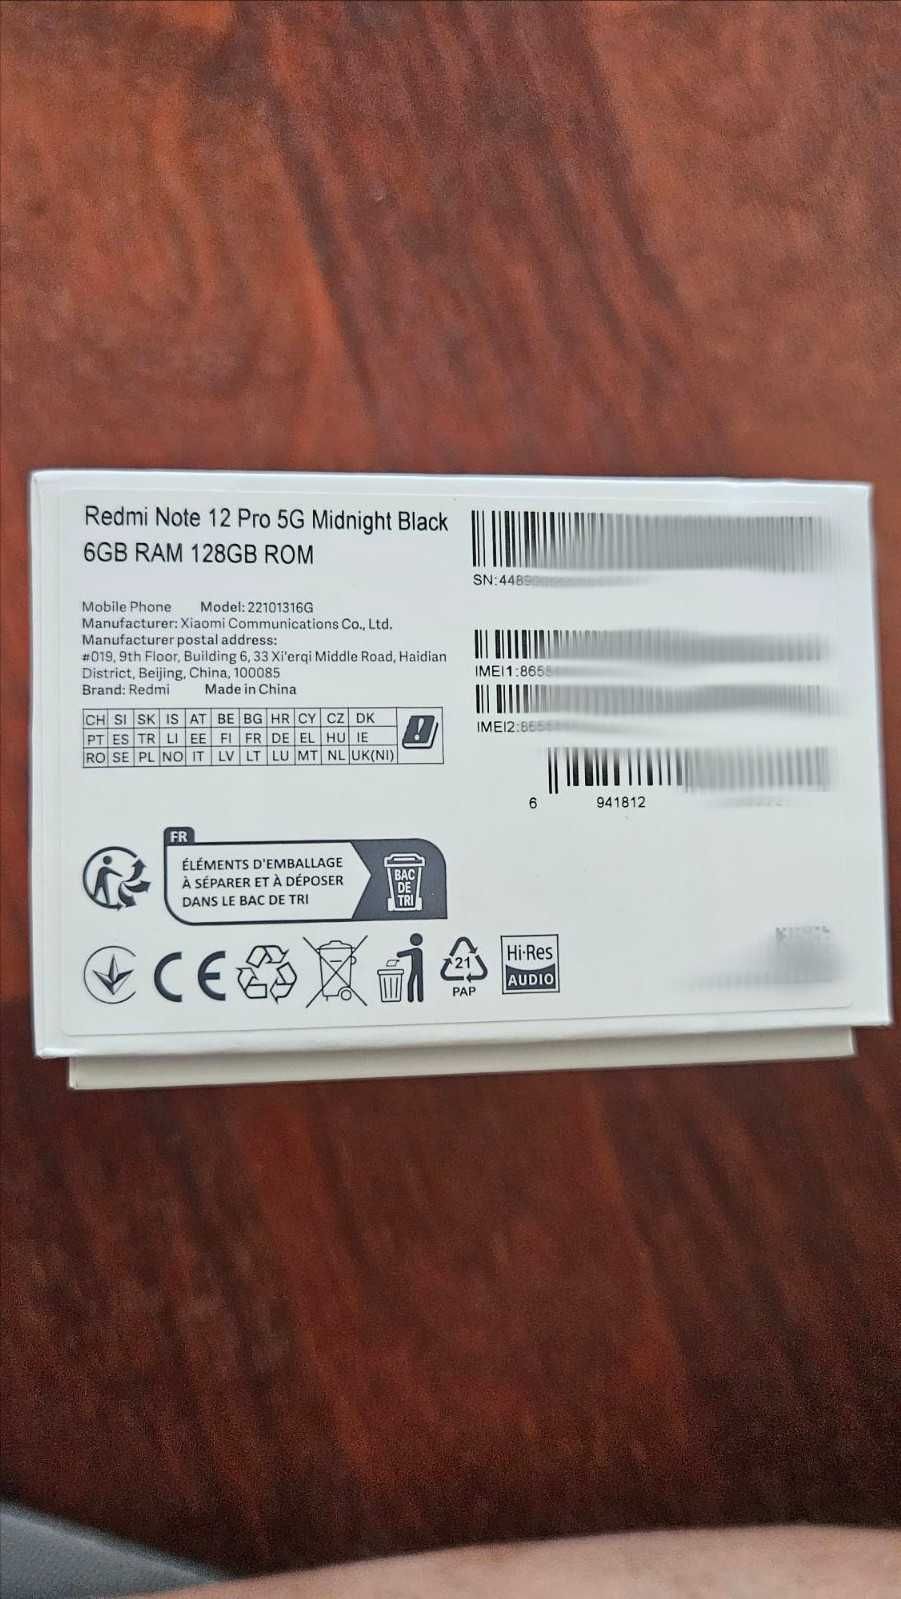 Redmi Note 12 Pro 5G Midnight Black
6GB RAM 128GB ROM
Mobile Phone Model: 22101316G
Manufacturer: Xiaomi Communications Co., Ltd.
Manufacturer postal address:
#019, 9th Floor, Building 6, 33 Xi'erqi Middle Road, Haidian
District, Beijing, China, 100085
Brand: Redmi Made in China
CH SI SK IS AT BE BG HR CY CZ DK
PT ES TR LI EE FI FR DE EL HU IE
RO SE PL NO IT LV LT LU MT NL UK(NI)
SN:
IMEI1:
IMEI2:
6 941812
FR
ÉLÉMENTS D'EMBALLAGE
À SÉPARER ET À DÉPOSER
DANS LE BAC DE TRI
BAC
DE
TRI
CE
21
PAP
Hi-Res
AUDIO